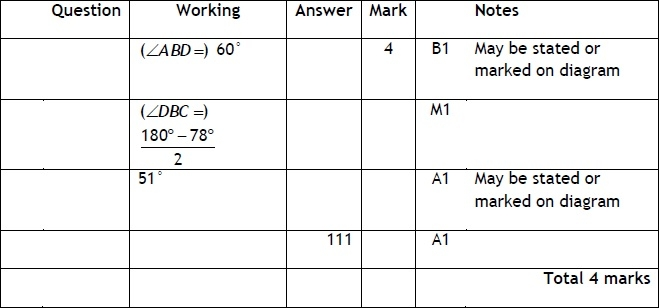 Question Working Answer Mark Notes
(∠ABD =) 60° 4 B1 May be stated or
marked on diagram
(∠DBC =) M1
180° – 78°
2
51° A1 May be stated or
marked on diagram
111 A1
Total 4 marks